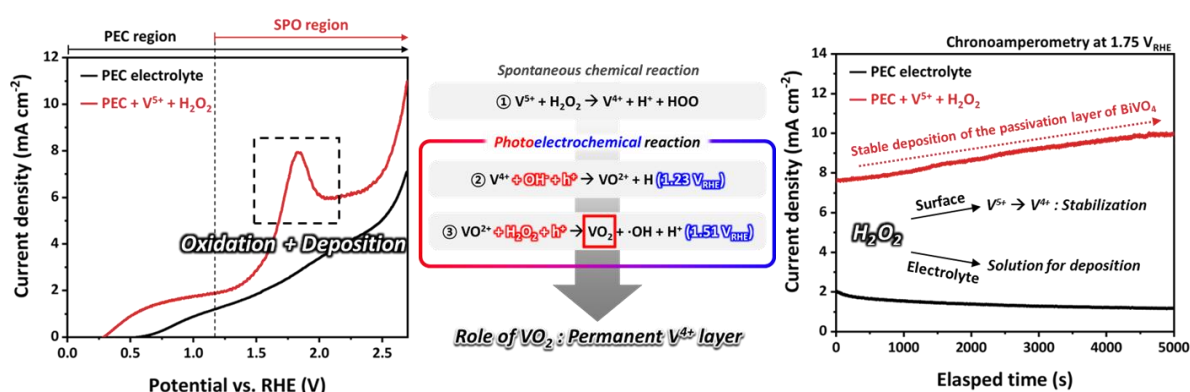 PEC region
SPO region
PEC electrolyte
PEC + V⁵⁺ + H₂O₂
Oxidation + Deposition
12
10
8
6
4
2
0
0.0 0.5 1.0 1.5 2.0 2.5
Current density (mA cm⁻²)
Potential vs. RHE (V)
Spontaneous chemical reaction
① V⁵⁺ + H₂O₂ → V⁴⁺ + H⁺ + HOO
Photoelectrochemical reaction
② V⁴⁺ + OH⁻ + h⁺ → VO²⁺ + H (1.23 V_RHE)
③ VO²⁺ + H₂O₂ + h⁺ → VO₂ + ·OH + H⁺ (1.51 V_RHE)
Role of VO₂ : Permanent V⁴⁺ layer
Chronoamperometry at 1.75 V_RHE
PEC electrolyte
PEC + V⁵⁺ + H₂O₂
Stable deposition of the passivation layer of BiVO₄
H₂O₂
Surface
V⁵⁺ → V⁴⁺ : Stabilization
Electrolyte
Solution for deposition
14
12
10
8
6
4
2
0
0 1000 2000 3000 4000 5000
Current density (mA cm⁻²)
Elasped time (s)